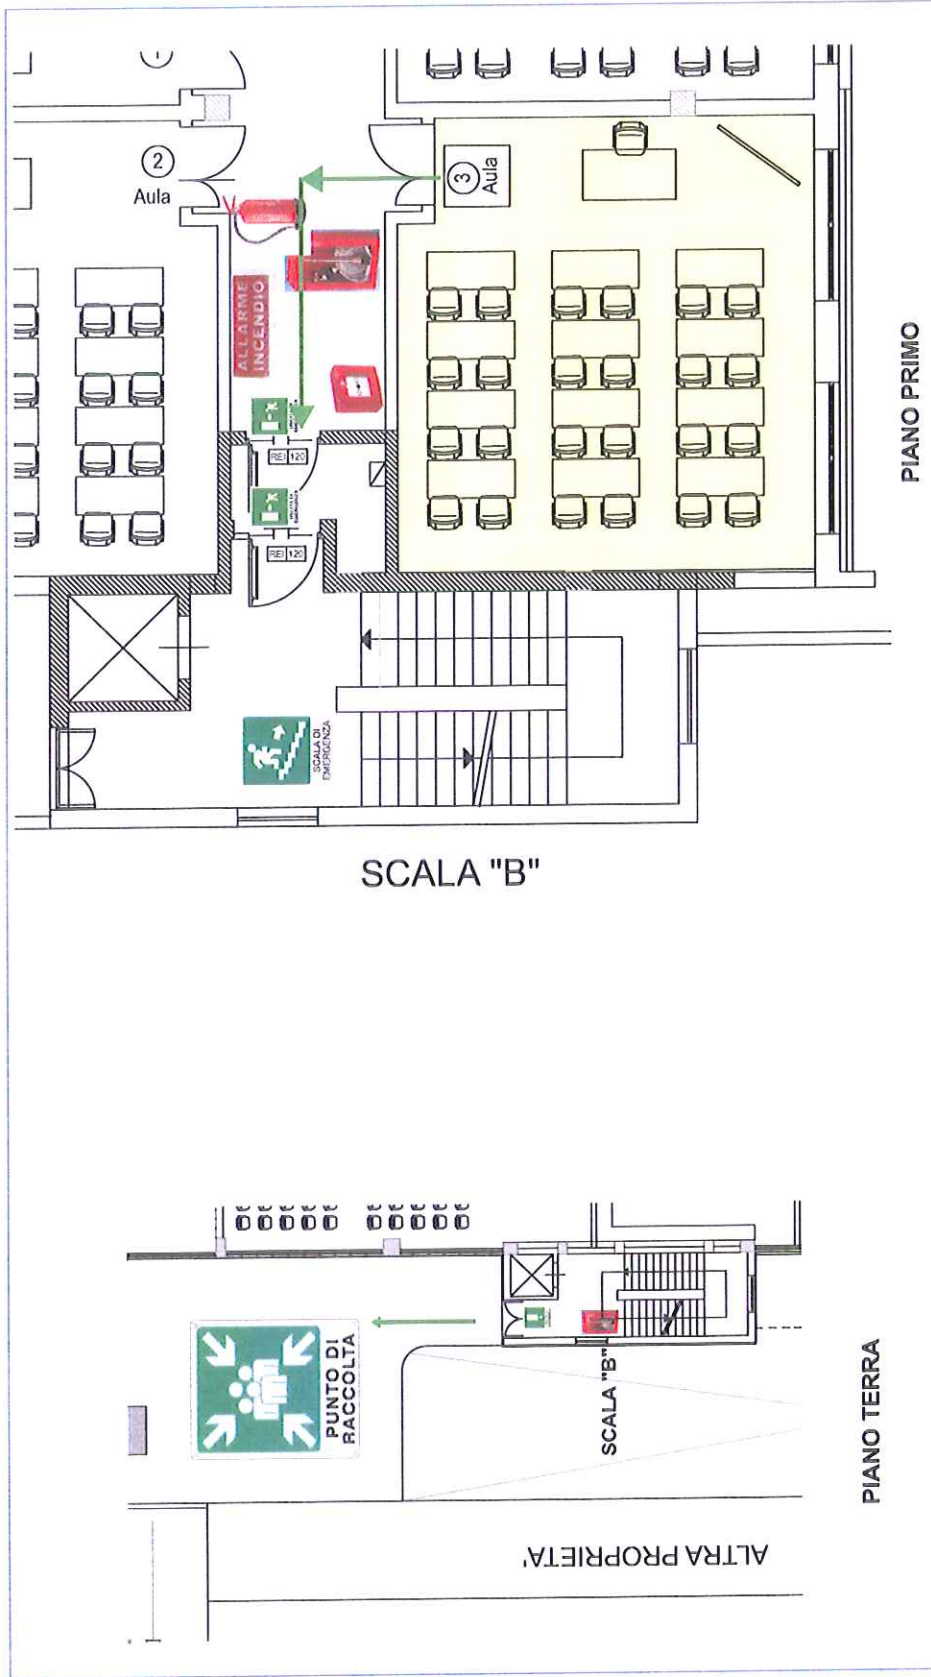 1
2
Aula
3
Aula
ALLARME
INCENDIO
REI 120
REI 120
SCALA DI
EMERGENZA
SCALA "B"
PIANO PRIMO
PUNTO DI
RACCOLTA
SCALA "B"
PIANO TERRA
ALTRA PROPRIETA'